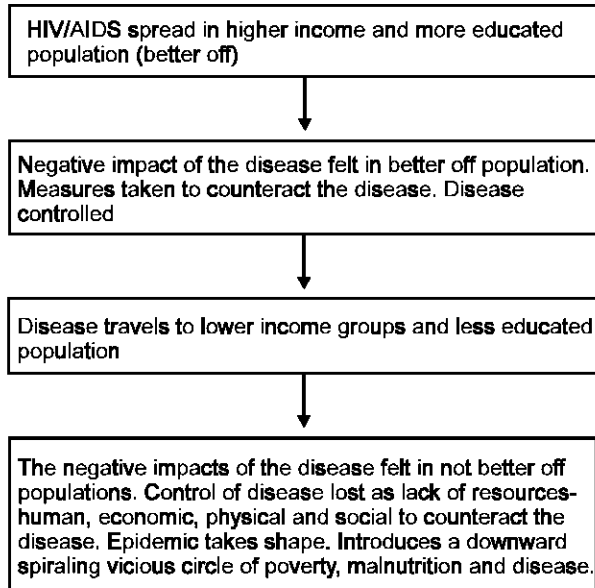 HIV/AIDS spread in higher income and more educated
population (better off)
Negative impact of the disease felt in better off population.
Measures taken to counteract the disease. Disease
controlled
Disease travels to lower income groups and less educated
population
The negative impacts of the disease felt in not better off
populations. Control of disease lost as lack of resources-
human, economic, physical and social to counteract the
disease. Epidemic takes shape. Introduces a downward
spiraling vicious circle of poverty, malnutrition and disease.